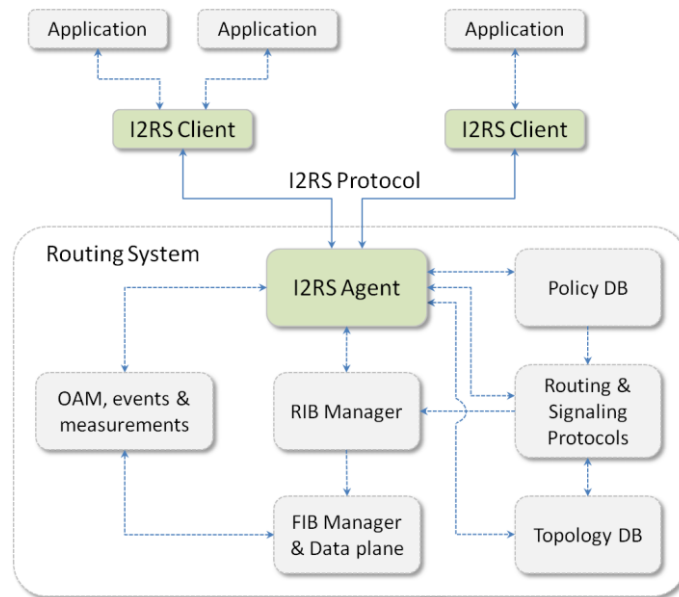 Application
Application
Application
I2RS Client
I2RS Client
I2RS Protocol
Routing System
I2RS Agent
Policy DB
OAM, events &
measurements
RIB Manager
Routing &
Signaling
Protocols
FIB Manager
& Data plane
Topology DB